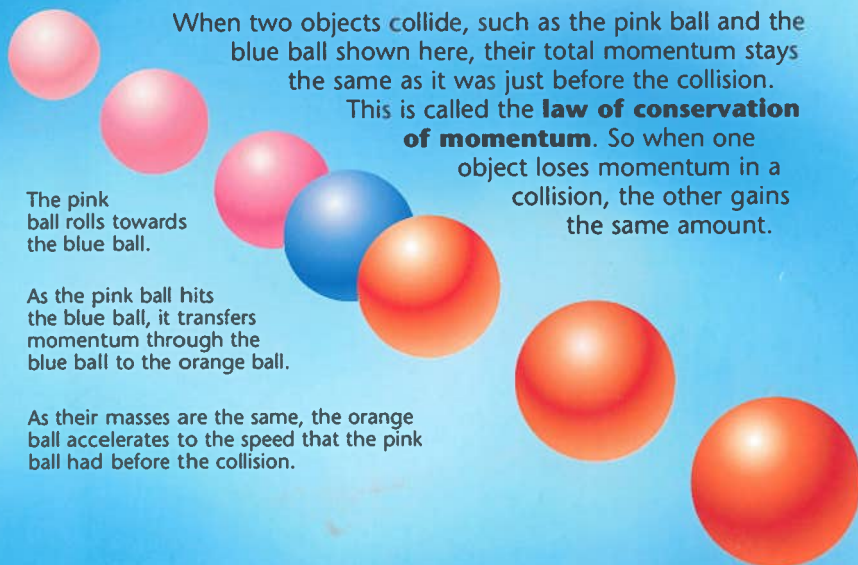 When two objects collide, such as the pink ball and the
blue ball shown here, their total momentum stays
the same as it was just before the collision.
This is called the law of conservation
of momentum. So when one
object loses momentum in a
collision, the other gains
the same amount.
The pink
ball rolls towards
the blue ball.
As the pink ball hits
the blue ball, it transfers
momentum through the
blue ball to the orange ball.
As their masses are the same, the orange
ball accelerates to the speed that the pink
ball had before the collision.